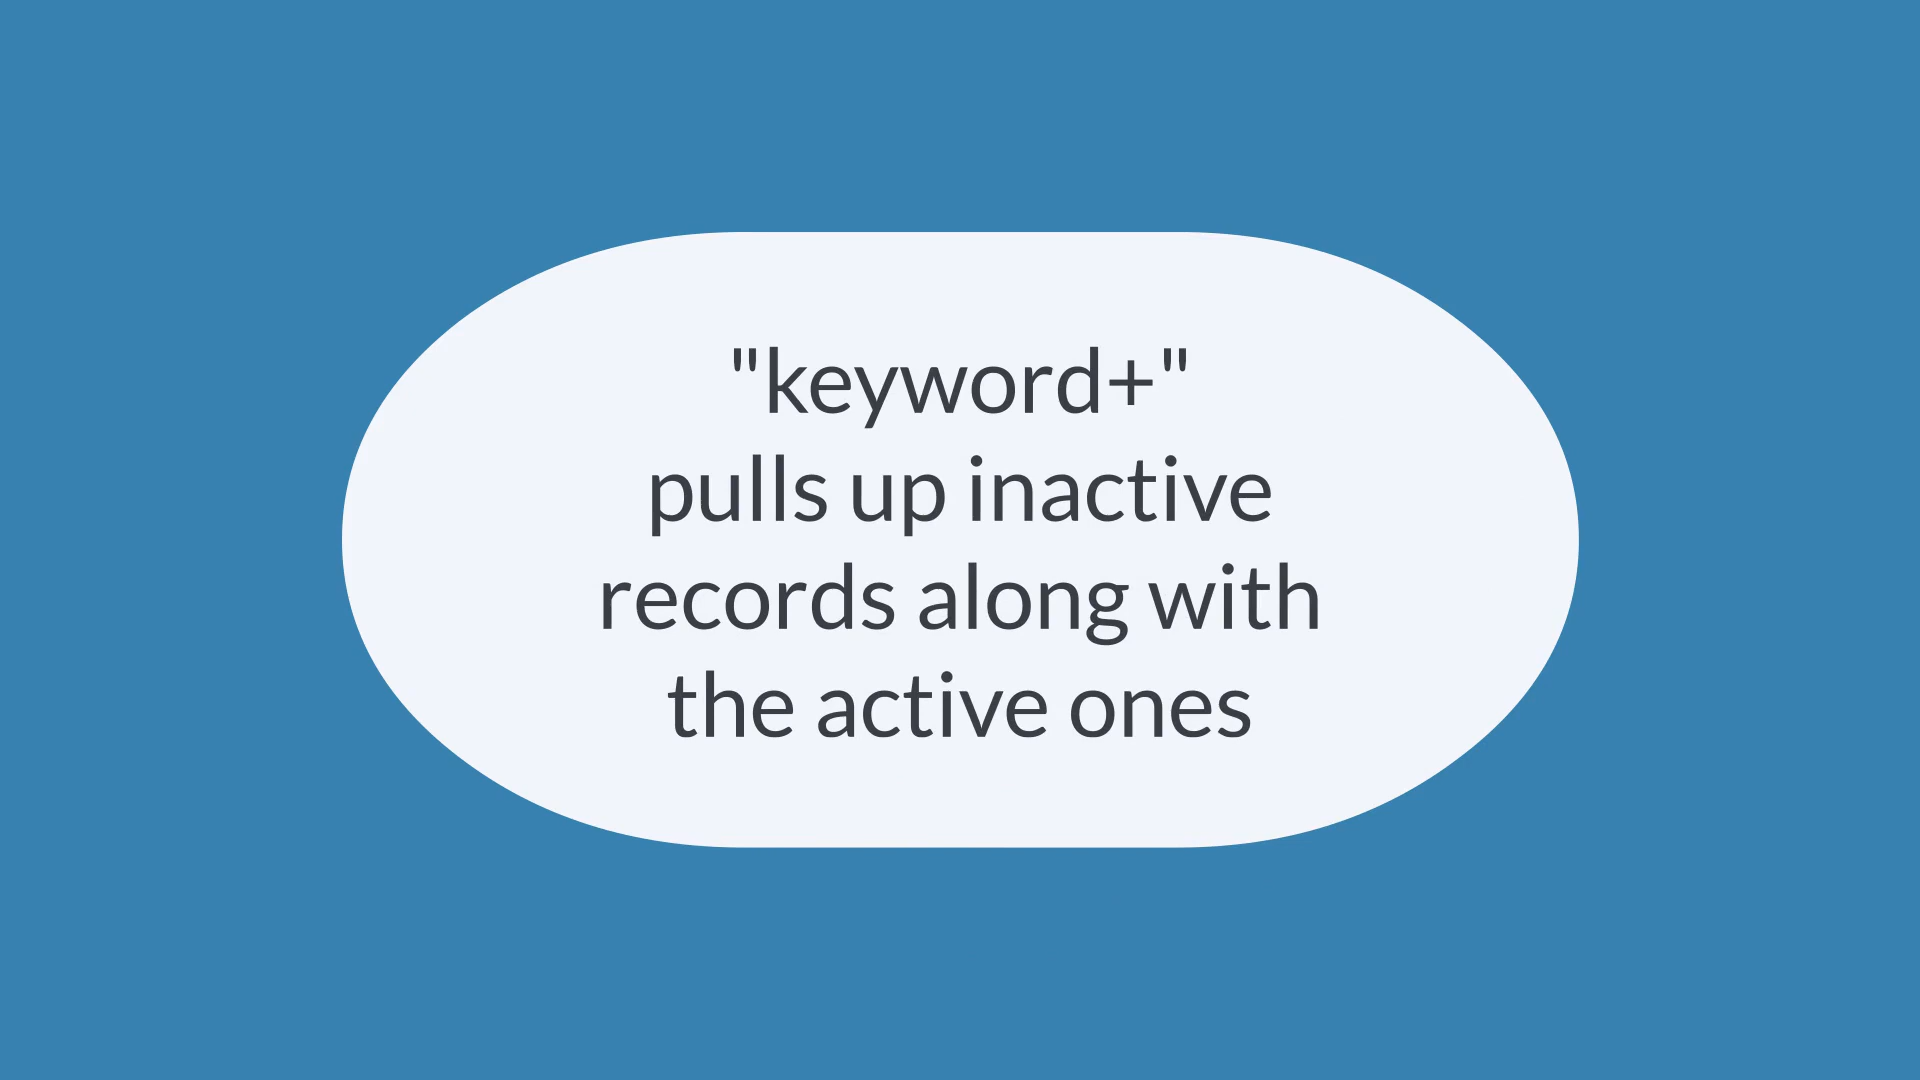 "keyword+"
pulls up inactive
records along with
the active ones